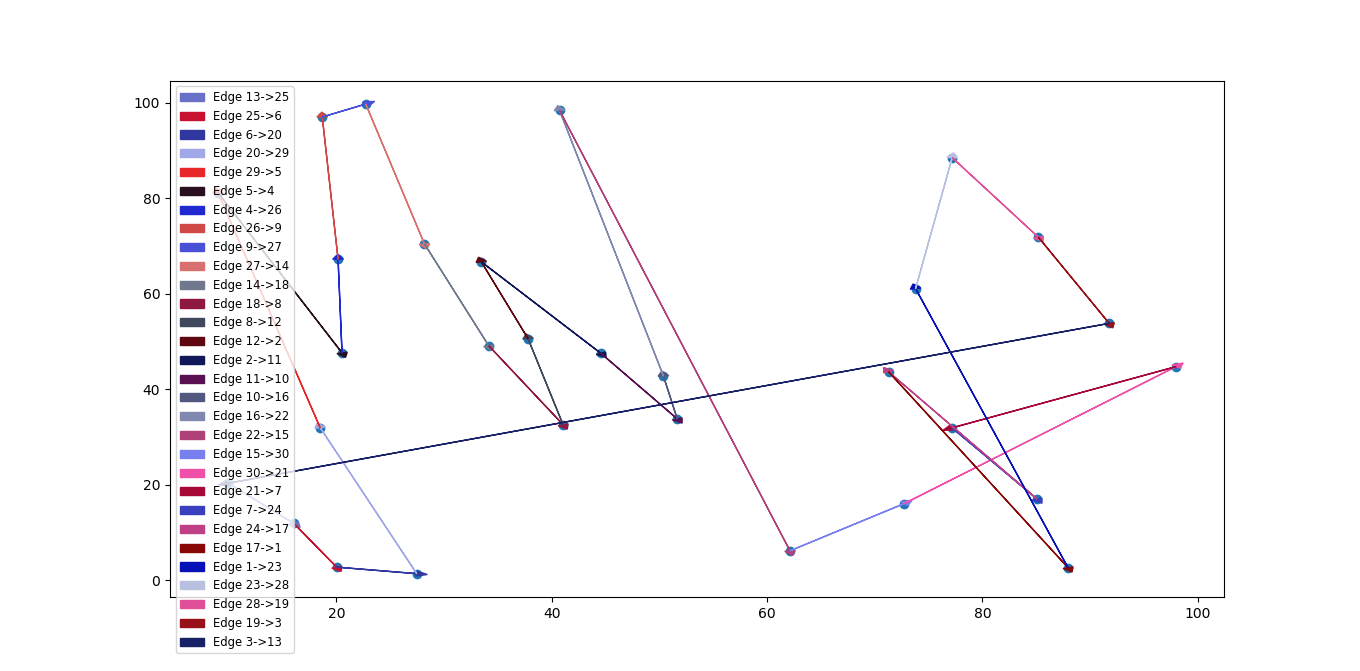 100
80
60
40
20
0
20 40 60 80 100
Edge 13->25
Edge 25->6
Edge 6->20
Edge 20->29
Edge 29->5
Edge 5->4
Edge 4->26
Edge 26->9
Edge 9->27
Edge 27->14
Edge 14->18
Edge 18->8
Edge 8->12
Edge 12->2
Edge 2->11
Edge 11->10
Edge 10->16
Edge 16->22
Edge 22->15
Edge 15->30
Edge 30->21
Edge 21->7
Edge 7->24
Edge 24->17
Edge 17->1
Edge 1->23
Edge 23->28
Edge 28->19
Edge 19->3
Edge 3->13